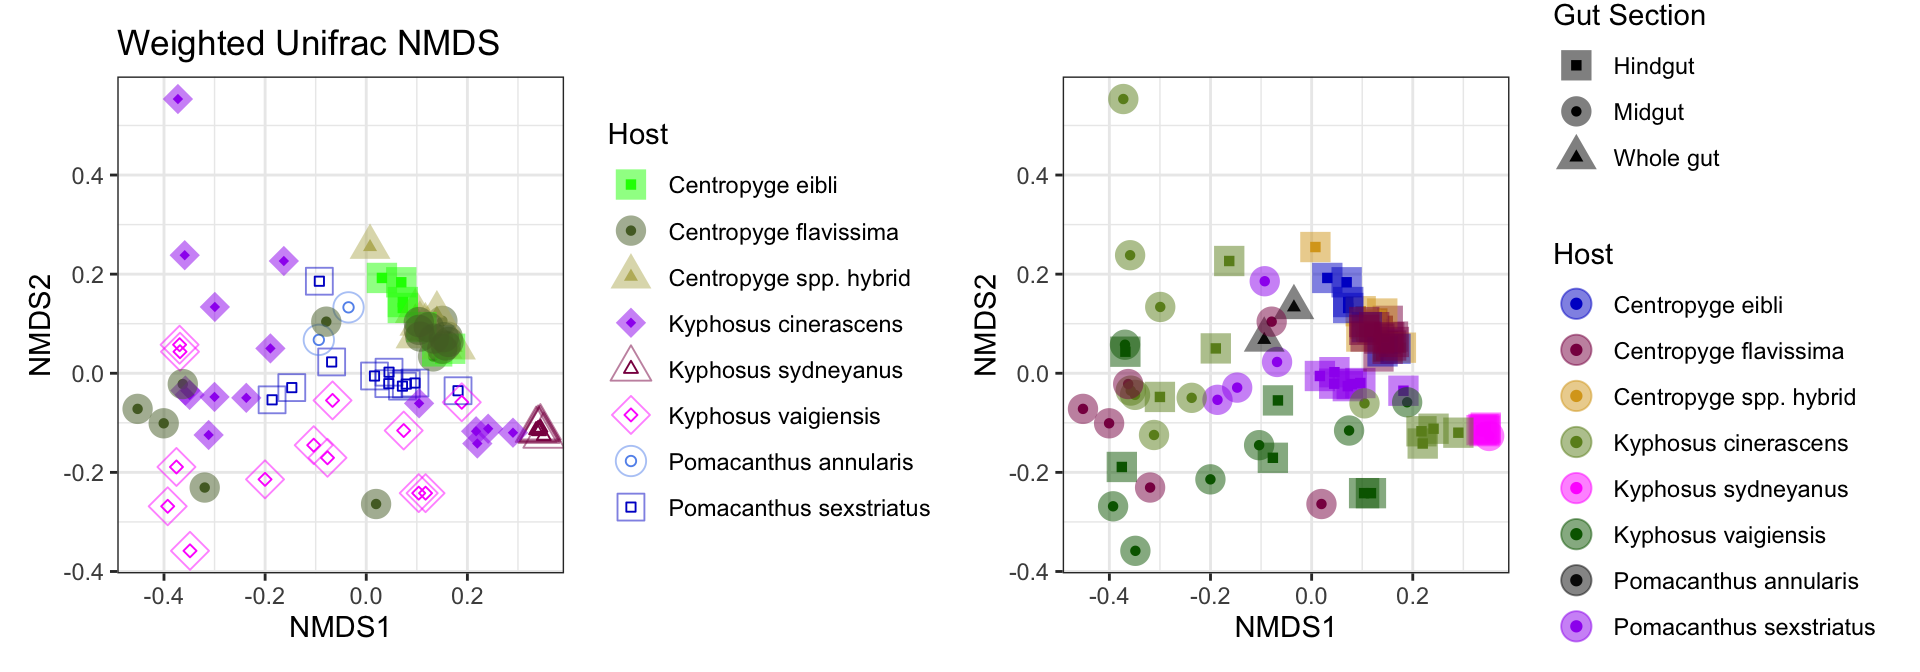 Weighted Unifrac NMDS
NMDS2
0.4
0.2
0.0
-0.2
-0.4
-0.4
-0.2
0.0
0.2
NMDS1
Host
Centropyge eibli
Centropyge flavissima
Centropyge spp. hybrid
Kyphosus cinerascens
Kyphosus sydneyanus
Kyphosus vaigiensis
Pomacanthus annularis
Pomacanthus sexstriatus
NMDS2
0.4
0.2
0.0
-0.2
-0.4
-0.4
-0.2
0.0
0.2
NMDS1
Gut Section
Hindgut
Midgut
Whole gut
Host
Centropyge eibli
Centropyge flavissima
Centropyge spp. hybrid
Kyphosus cinerascens
Kyphosus sydneyanus
Kyphosus vaigiensis
Pomacanthus annularis
Pomacanthus sexstriatus